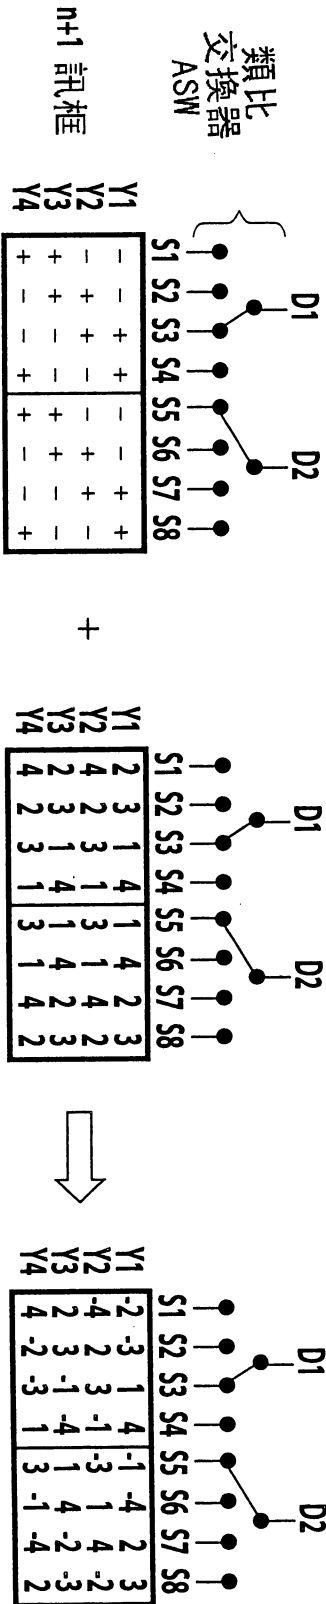 類比
交換器
ASW
n+1 訊框
D1 D2
S1 S2 S3 S4 S5 S6 S7 S8
Y1 - - + + - - + +
Y2 - + + - - + + -
Y3 + + - - + + - -
Y4 + - - + + - - +
+
D1 D2
S1 S2 S3 S4 S5 S6 S7 S8
Y1 2 3 1 4 1 4 2 3
Y2 4 2 3 1 3 1 4 2
Y3 2 3 1 4 1 4 2 3
Y4 4 2 3 1 3 1 4 2
D1 D2
S1 S2 S3 S4 S5 S6 S7 S8
Y1 -2 -3 1 4 -1 -4 2 3
Y2 -4 2 3 -1 -3 1 4 -2
Y3 2 3 -1 -4 1 4 -2 -3
Y4 4 -2 -3 1 3 -1 -4 2